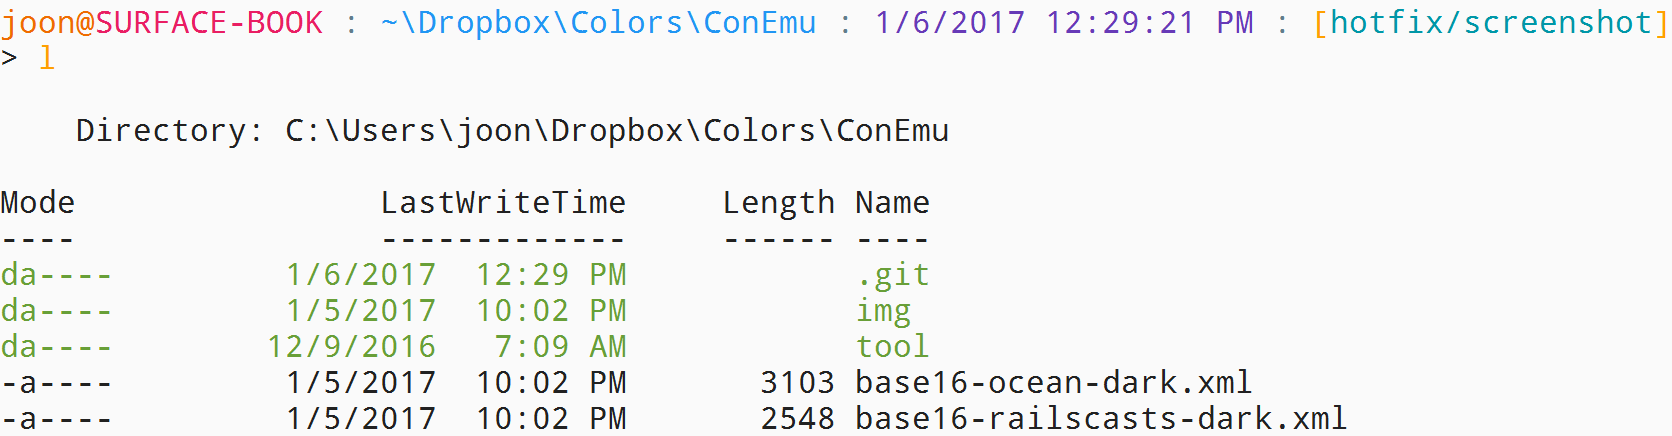 joon@SURFACE-BOOK : ~\Dropbox\Colors\ConEmu : 1/6/2017 12:29:21 PM : [hotfix/screenshot]
> l
    Directory: C:\Users\joon\Dropbox\Colors\ConEmu
Mode                LastWriteTime     Length Name
----                -------------     ------ ----
da----         1/6/2017  12:29 PM            .git
da----         1/5/2017  10:02 PM            img
da----        12/9/2016   7:09 AM            tool
-a----         1/5/2017  10:02 PM       3103 base16-ocean-dark.xml
-a----         1/5/2017  10:02 PM       2548 base16-railscasts-dark.xml